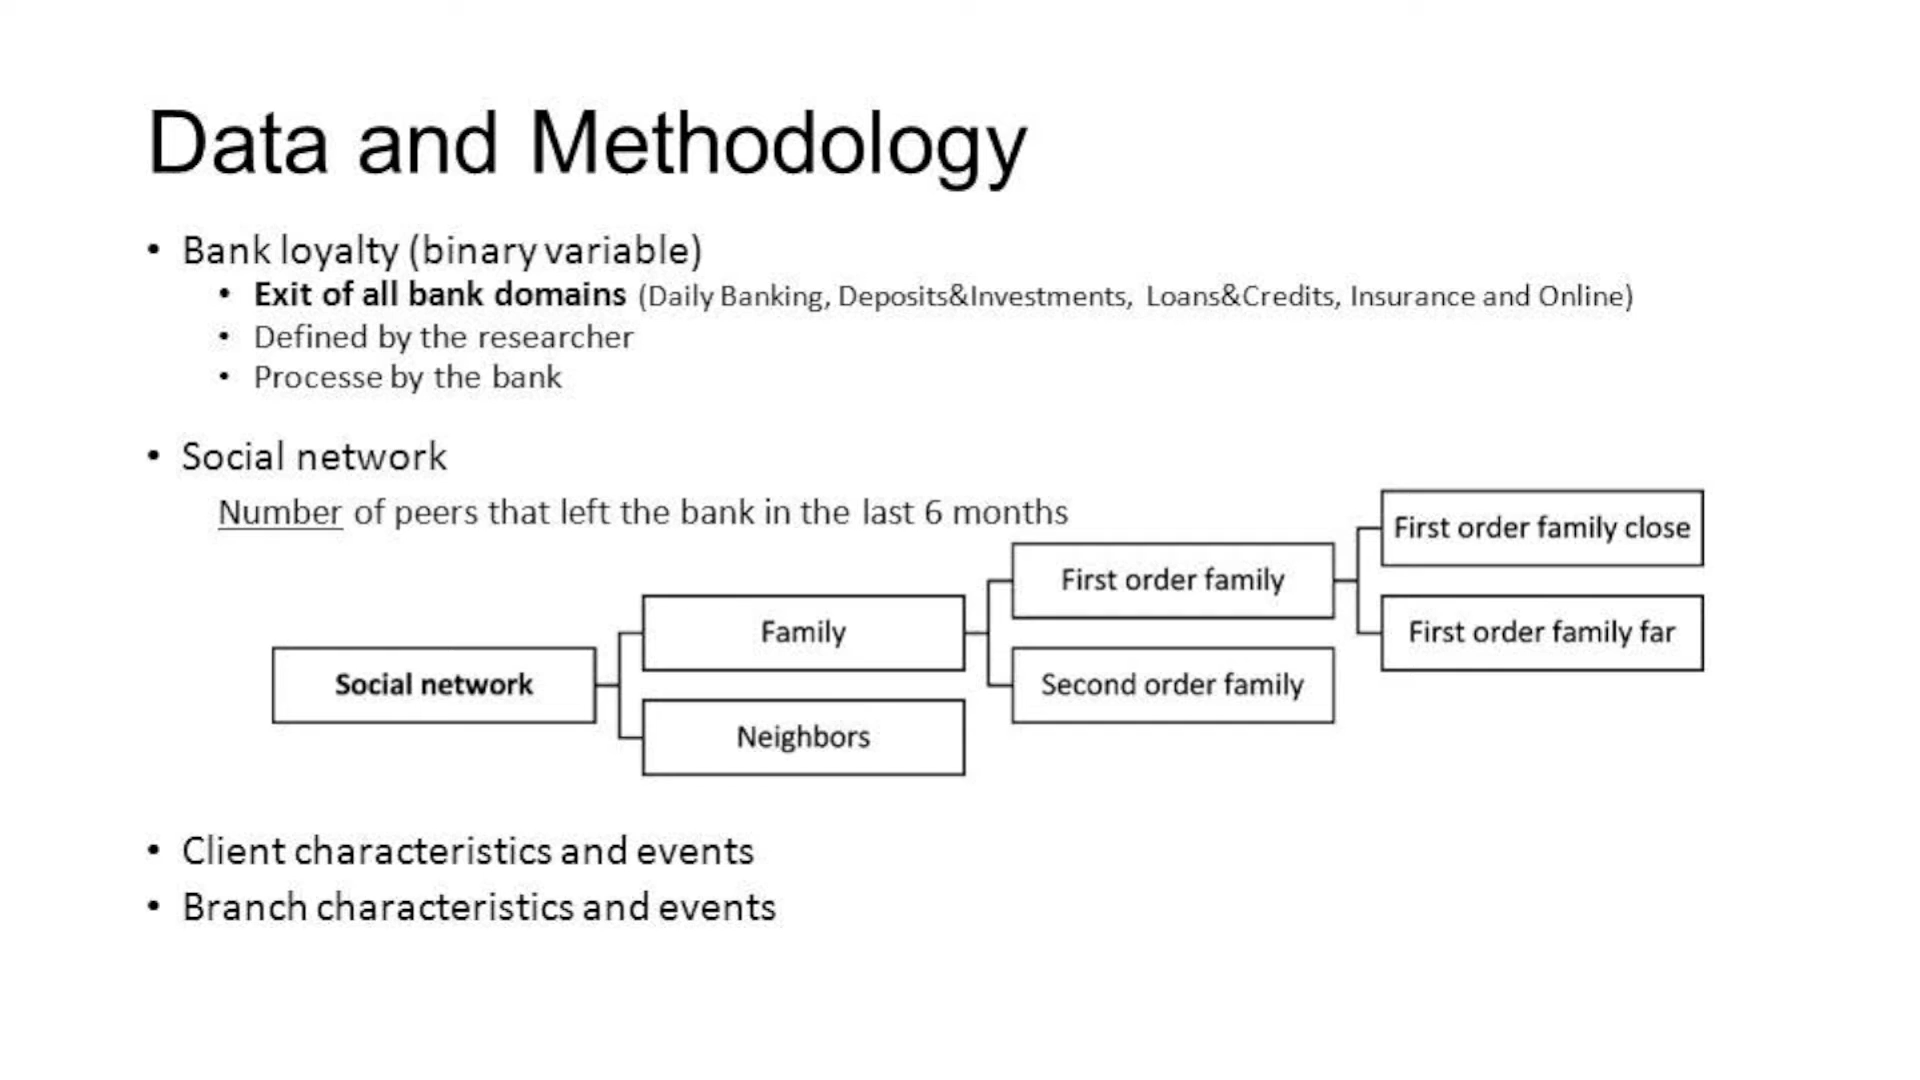 Data and Methodology
• Bank loyalty (binary variable)
• Exit of all bank domains (Daily Banking, Deposits&Investments, Loans&Credits, Insurance and Online)
• Defined by the researcher
• Processe by the bank
• Social network
Number of peers that left the bank in the last 6 months
First order family close
First order family
Family
First order family far
Social network
Second order family
Neighbors
• Client characteristics and events
• Branch characteristics and events